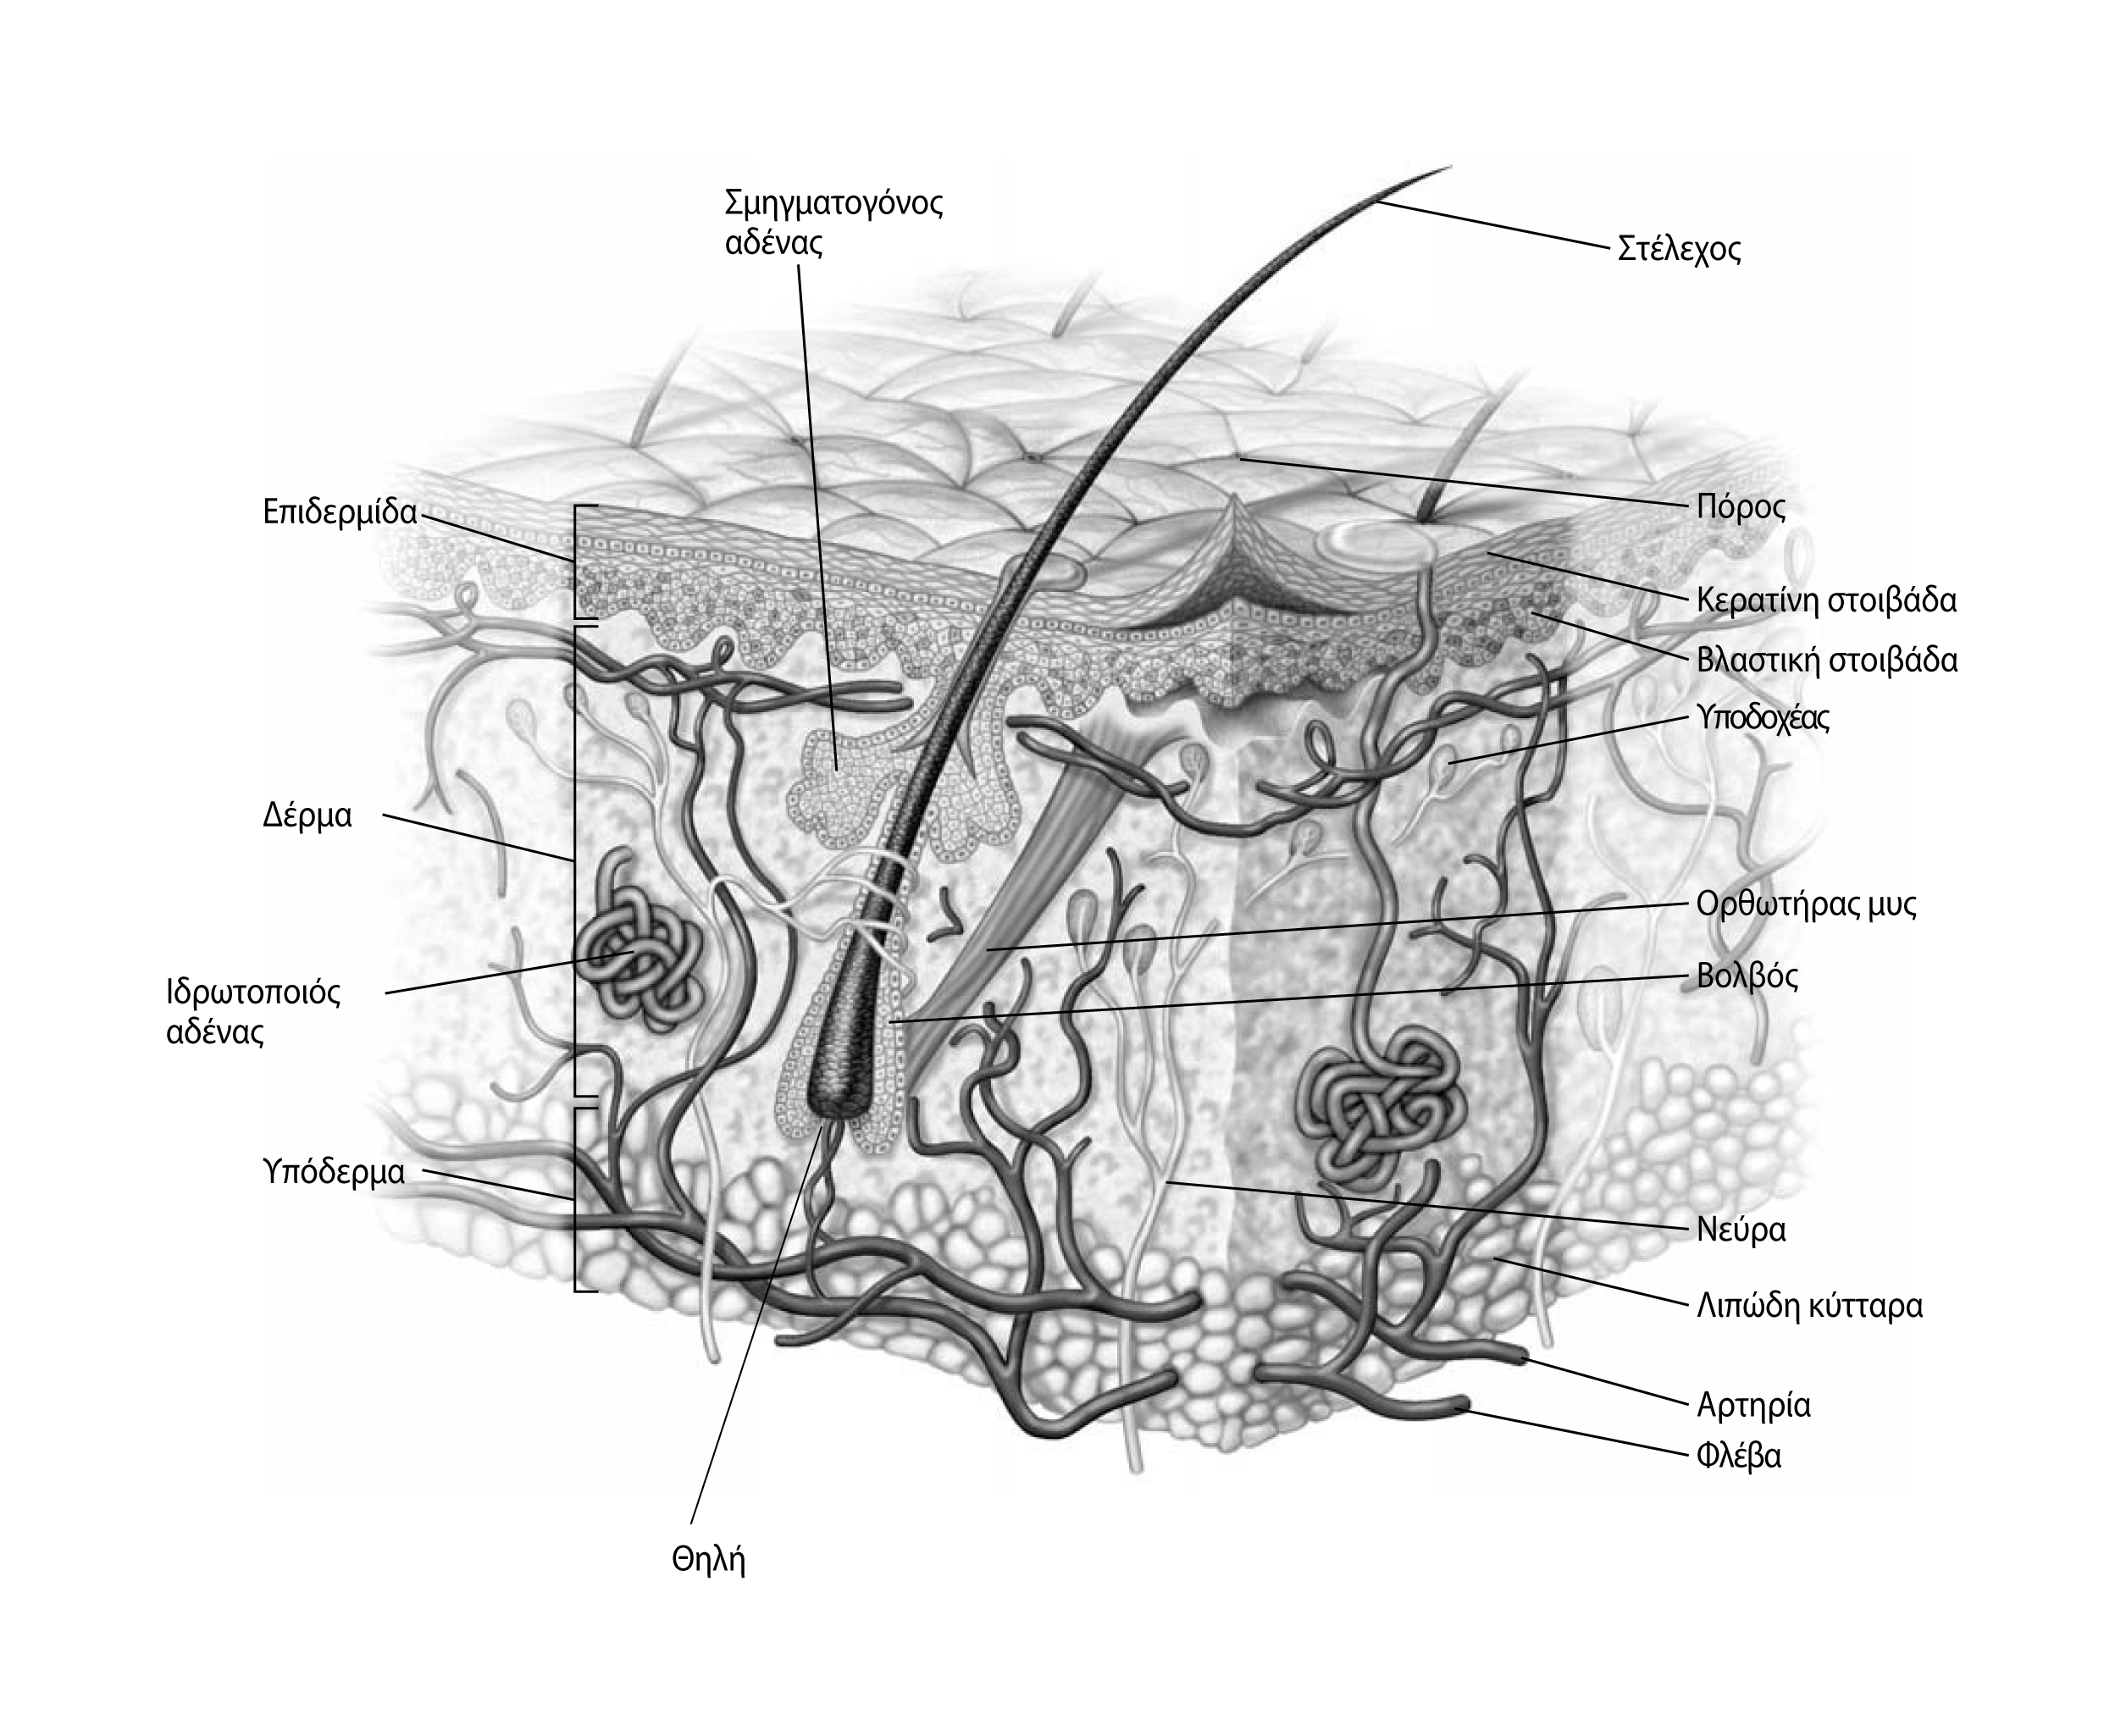 Σμηγματογόνος
αδένας
Στέλεχος
Επιδερμίδα
Πόρος
Κερατίνη στοιβάδα
Βλαστική στοιβάδα
Υποδοχέας
Δέρμα
Ορθωτήρας μυς
Βολβός
Ιδρωτοποιός
αδένας
Υπόδερμα
Νεύρα
Λιπώδη κύτταρα
Αρτηρία
Φλέβα
Θηλή